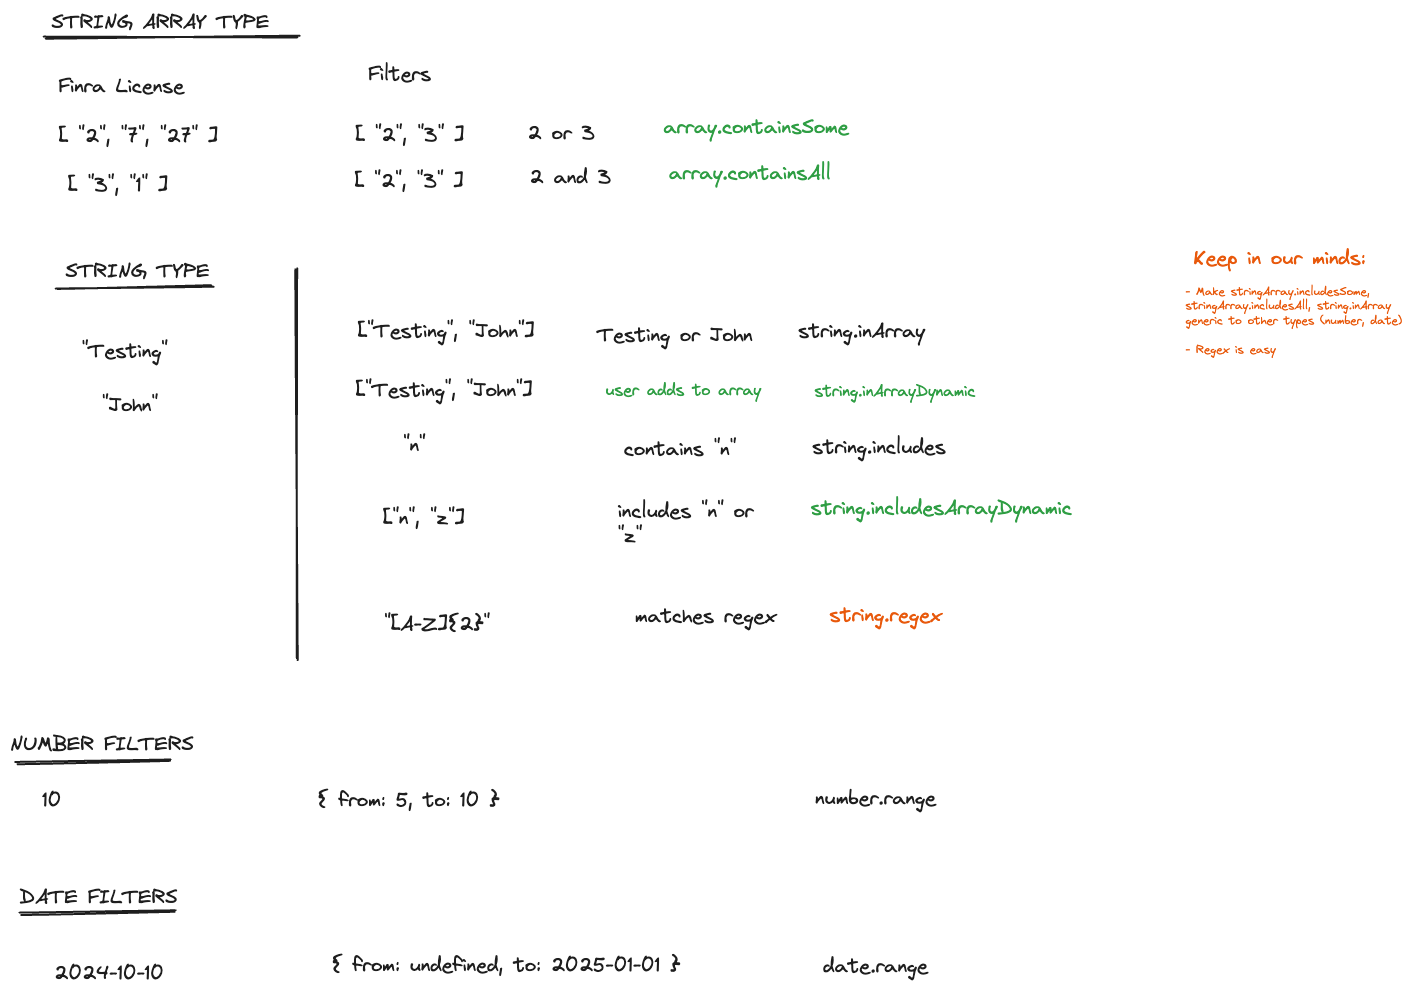 STRING ARRAY TYPE
Finra License
Filters
[ "2", "7", "27" ]
[ "2", "3" ]
2 or 3
array.containsSome
[ "3", "1" ]
[ "2", "3" ]
2 and 3
array.containsAll
Keep in our minds:
- Make stringArray.includesSome,
stringArray.includesAll, string.inArray
generic to other types (number, date)
- Regex is easy
STRING TYPE
"Testing"
"John"
["Testing", "John"]
Testing or John
string.inArray
["Testing", "John"]
user adds to array
string.inArrayDynamic
"n"
contains "n"
string.includes
["n", "z"]
includes "n" or
"z"
string.includesArrayDynamic
"[A-Z]{2}"
matches regex
string.regex
NUMBER FILTERS
10
{ from: 5, to: 10 }
number.range
DATE FILTERS
2024-10-10
{ from: undefined, to: 2025-01-01 }
date.range